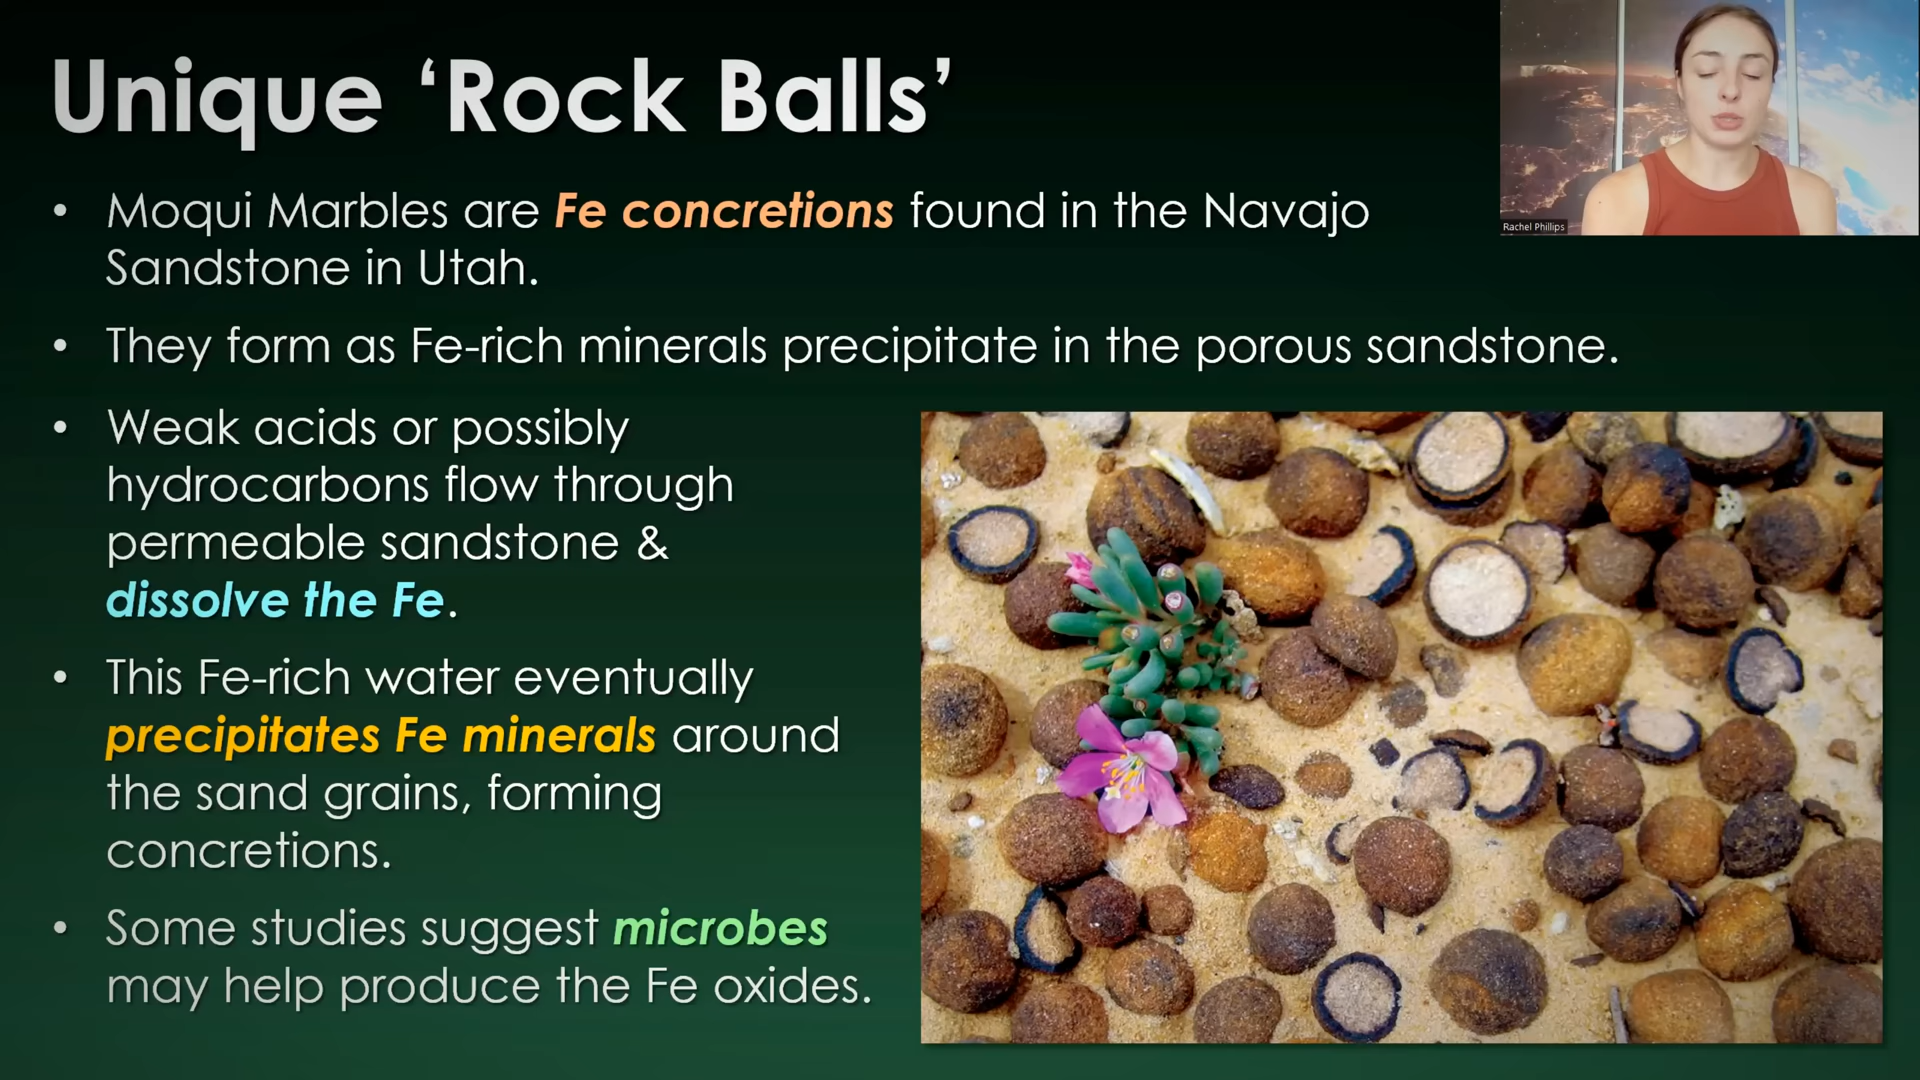 Unique ‘Rock Balls’
Rachel Phillips
• Moqui Marbles are Fe concretions found in the Navajo
Sandstone in Utah.
• They form as Fe-rich minerals precipitate in the porous sandstone.
• Weak acids or possibly
hydrocarbons flow through
permeable sandstone &
dissolve the Fe.
• This Fe-rich water eventually
precipitates Fe minerals around
the sand grains, forming
concretions.
• Some studies suggest microbes
may help produce the Fe oxides.